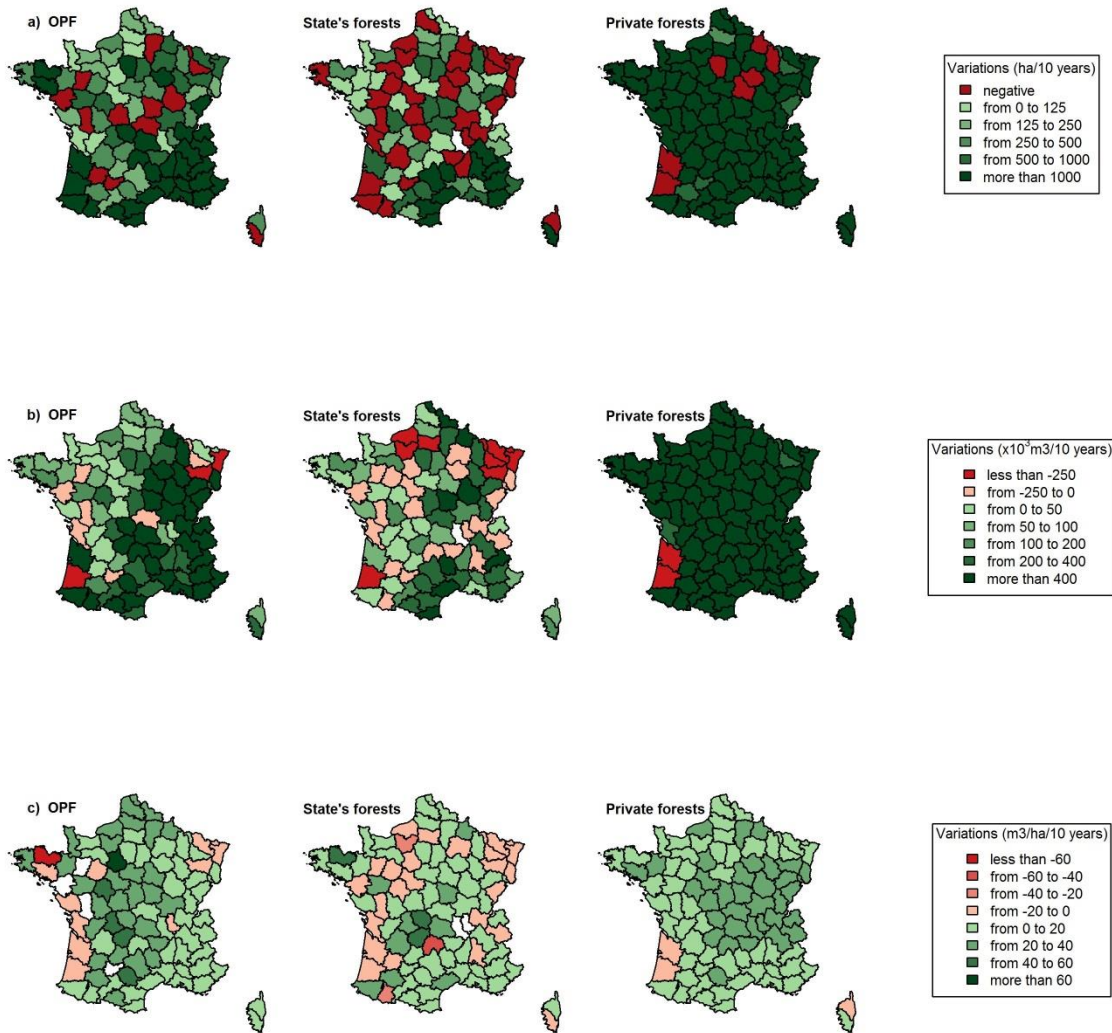 a) OPF
State's forests
Private forests
Variations (ha/10 years)
negative
from 0 to 125
from 125 to 250
from 250 to 500
from 500 to 1000
more than 1000
b) OPF
State's forests
Private forests
Variations (x10³m3/10 years)
less than -250
from -250 to 0
from 0 to 50
from 50 to 100
from 100 to 200
from 200 to 400
more than 400
c) OPF
State's forests
Private forests
Variations (m3/ha/10 years)
less than -60
from -60 to -40
from -40 to -20
from -20 to 0
from 0 to 20
from 20 to 40
from 40 to 60
more than 60